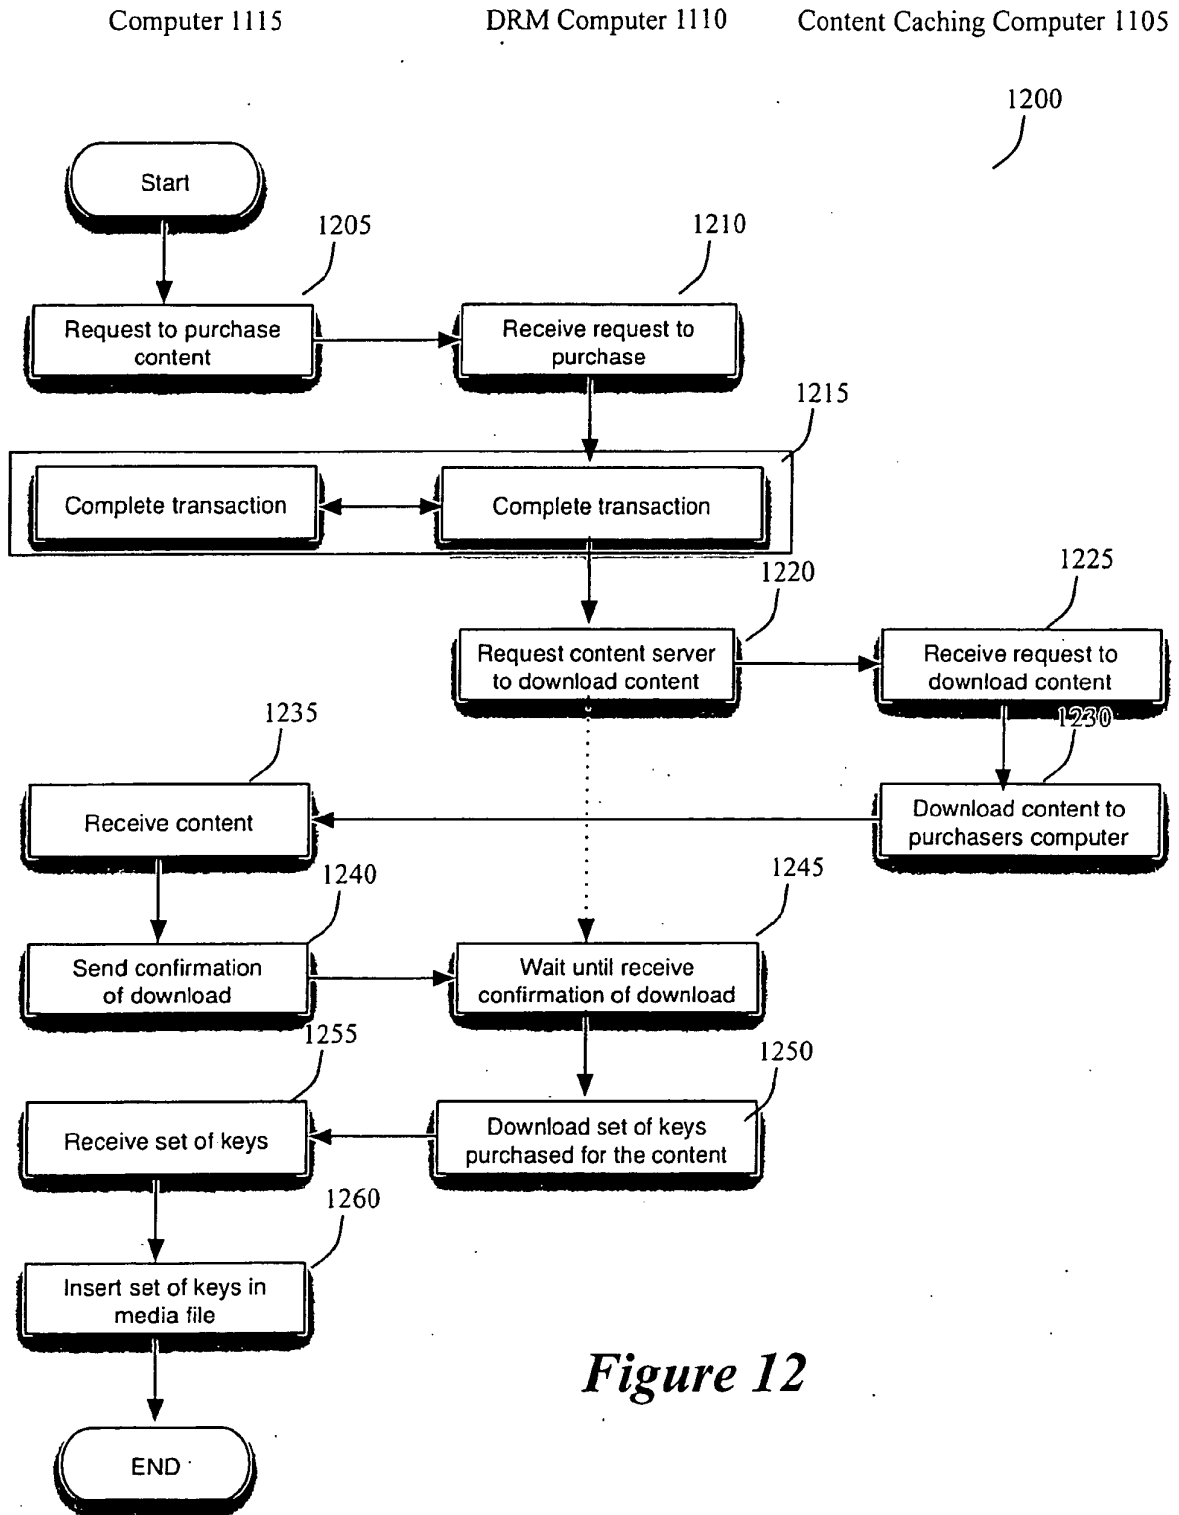 Computer 1115
DRM Computer 1110
Content Caching Computer 1105
1200
Start
1205
1210
Request to purchase
content
Receive request to
purchase
1215
Complete transaction
Complete transaction
1220
1225
Request content server
to download content
Receive request to
download content
1230
1235
Receive content
Download content to
purchasers computer
1240
1245
Send confirmation
of download
Wait until receive
confirmation of download
1255
1250
Receive set of keys
Download set of keys
purchased for the content
1260
Insert set of keys in
media file
Figure 12
END